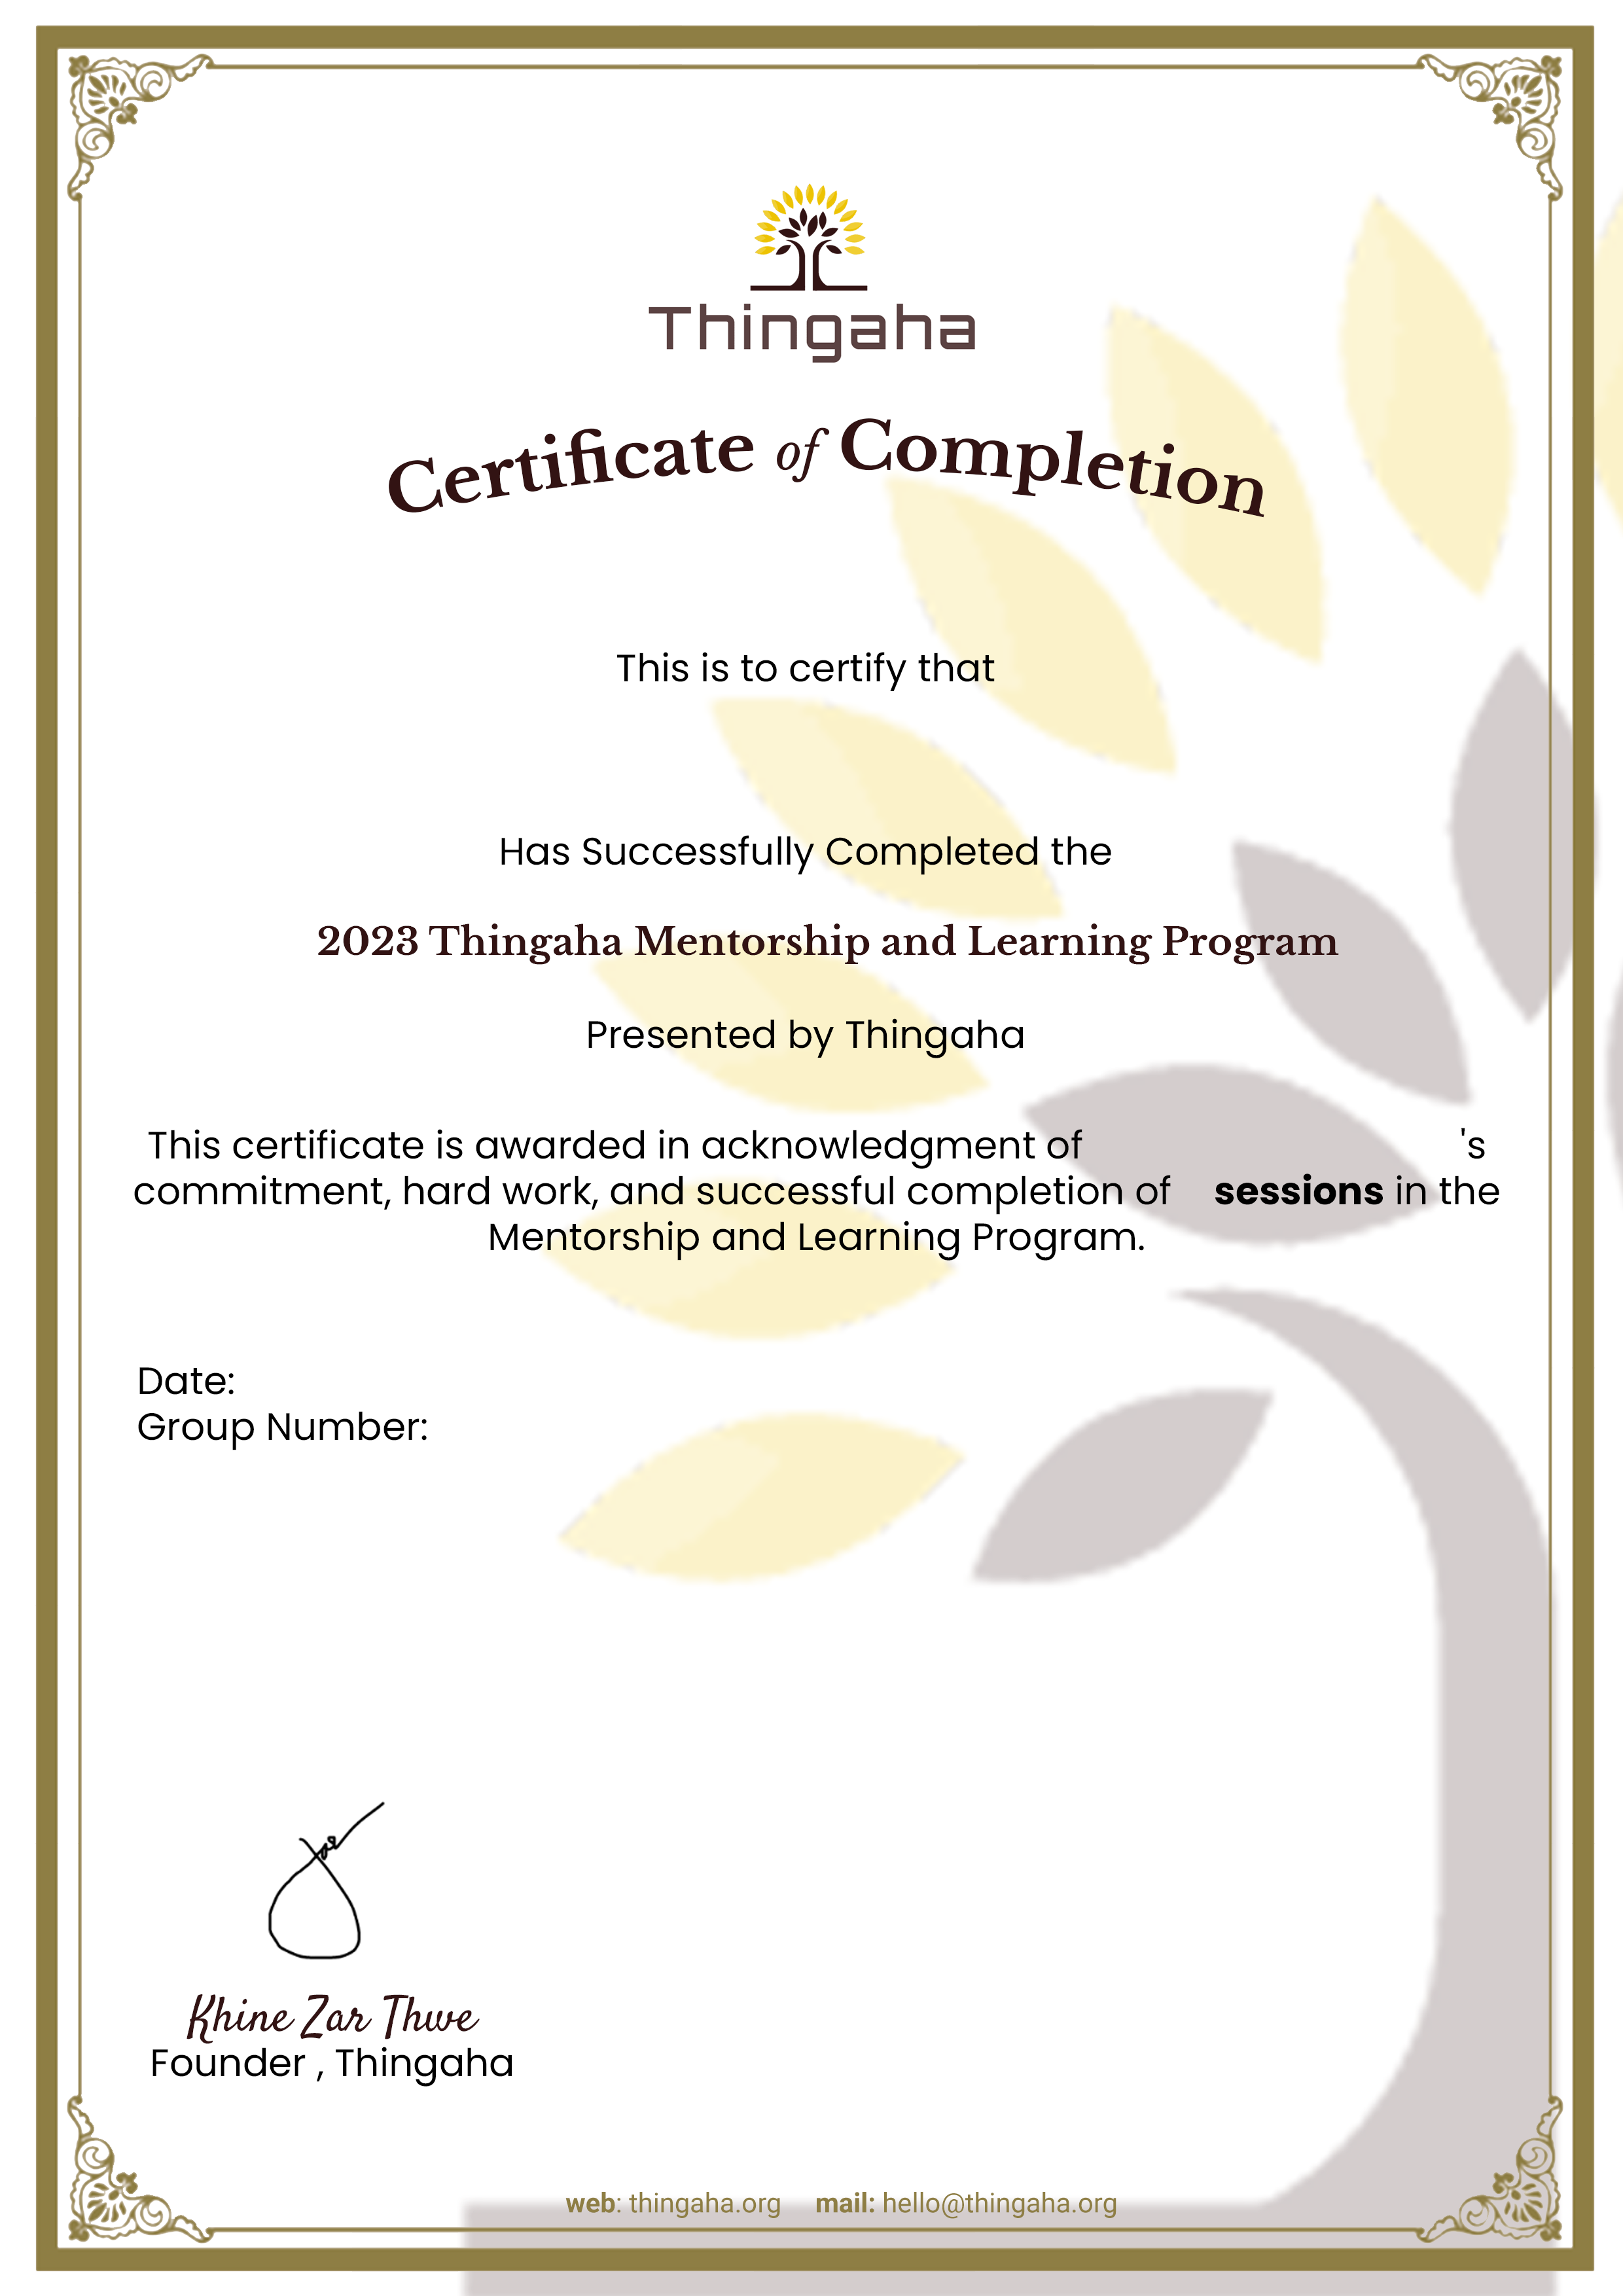 Thingaha
Certificate of Completion
This is to certify that
Has Successfully Completed the
2023 Thingaha Mentorship and Learning Program
Presented by Thingaha
This certificate is awarded in acknowledgment of 's
commitment, hard work, and successful completion of sessions in the
Mentorship and Learning Program.
Date:
Group Number:
Khine Zar Thwe
Founder , Thingaha
web: thingaha.org mail: hello@thingaha.org